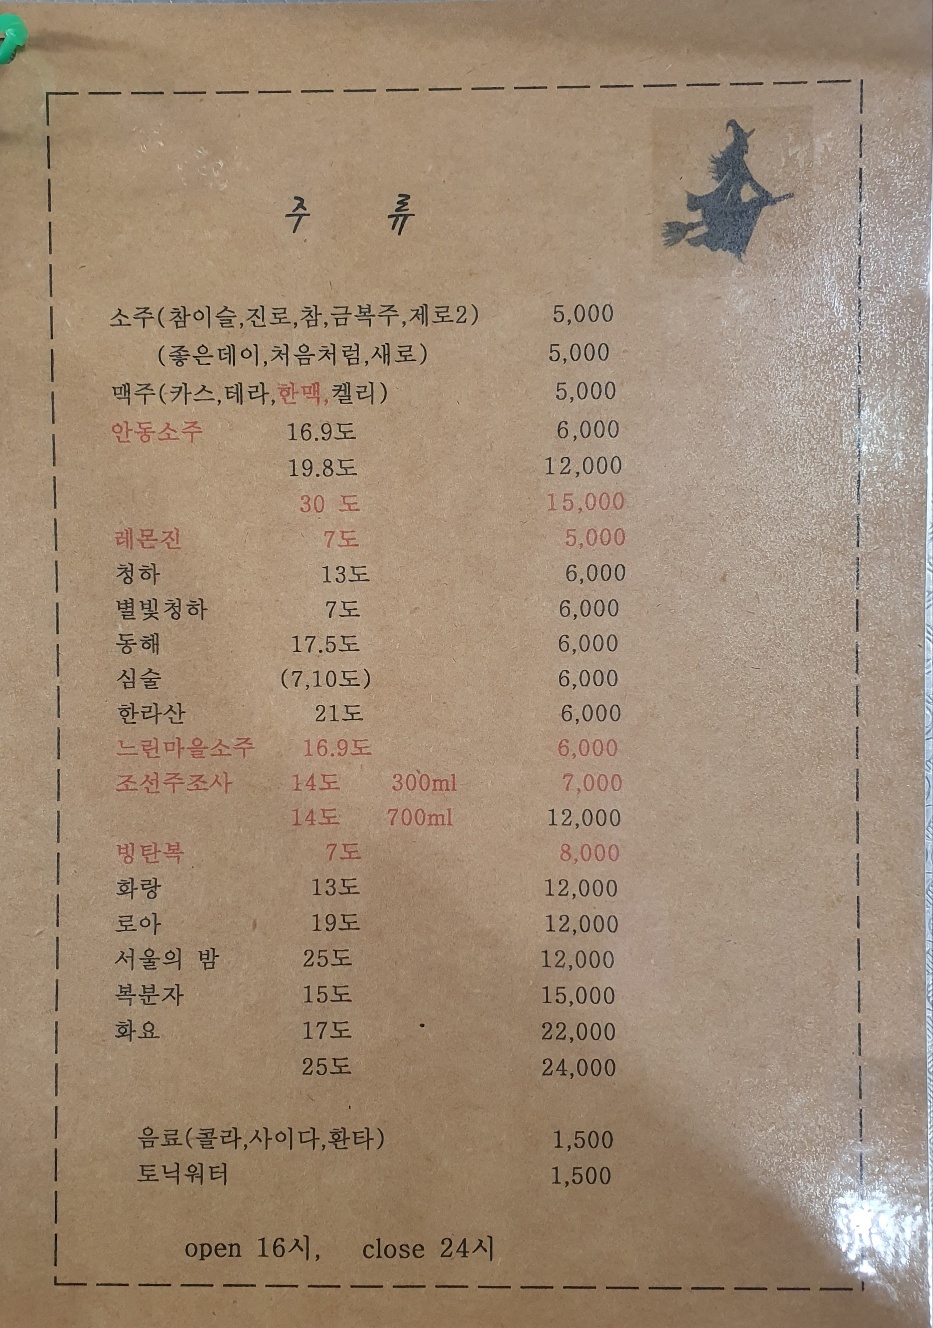 주 류
소주(참이슬,진로,참,금복주,제로2) 5,000
(좋은데이,처음처럼,새로) 5,000
맥주(카스,테라,한맥,켈리) 5,000
안동소주 16.9도 6,000
19.8도 12,000
30 도 15,000
레몬진 7도 5,000
청하 13도 6,000
별빛청하 7도 6,000
동해 17.5도 6,000
심술 (7,10도) 6,000
한라산 21도 6,000
느린마을소주 16.9도 6,000
조선주조사 14도 300ml 7,000
14도 700ml 12,000
빙탄복 7도 8,000
화랑 13도 12,000
로아 19도 12,000
서울의 밤 25도 12,000
복분자 15도 15,000
화요 17도 22,000
25도 24,000
음료(콜라,사이다,환타) 1,500
토닉워터 1,500
open 16시, close 24시